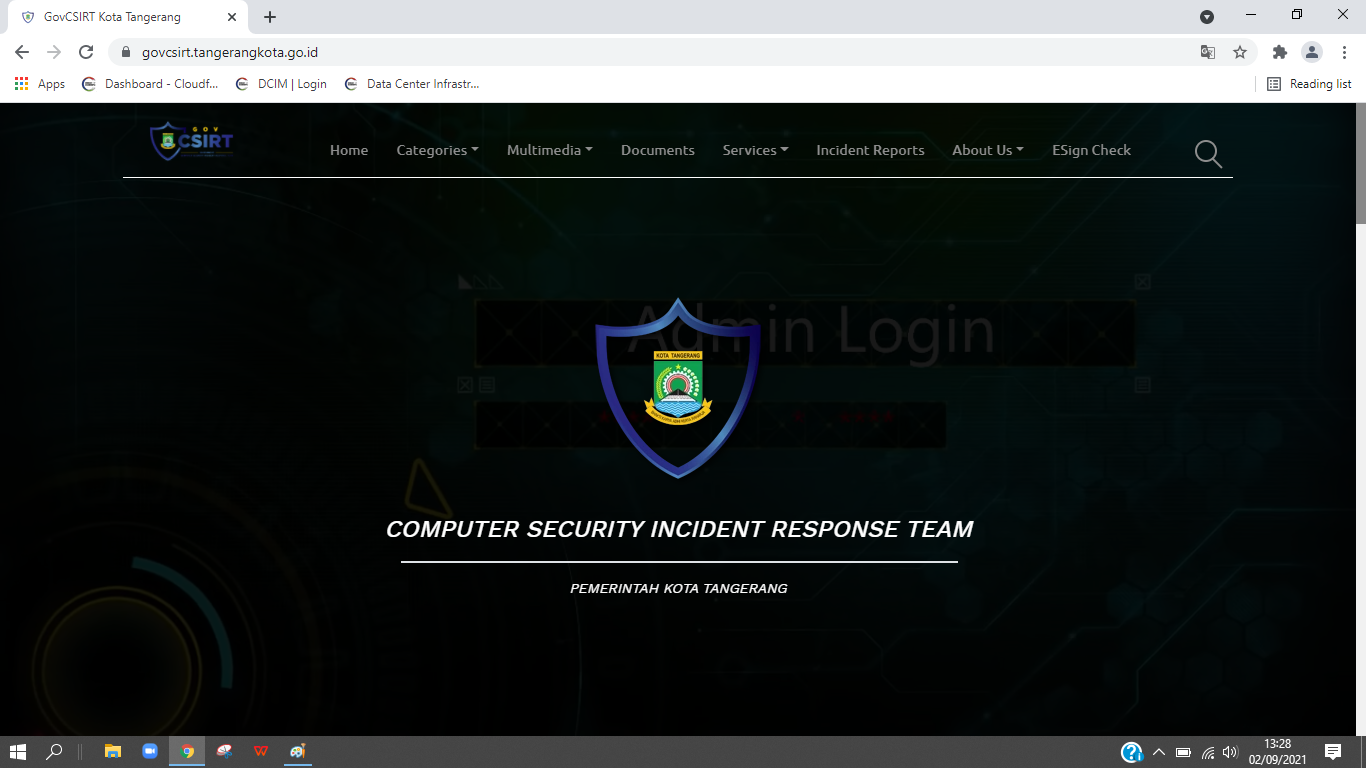 GovCSIRT Kota Tangerang
govcsirt.tangerangkota.go.id
Apps Dashboard - Cloudf... DCIM | Login Data Center Infrastr... Reading list
GOV
CSIRT
Home Categories Multimedia Documents Services Incident Reports About Us ESign Check
Admin Login
KOTA TANGERANG
COMPUTER SECURITY INCIDENT RESPONSE TEAM
PEMERINTAH KOTA TANGERANG
13:28
02/09/2021